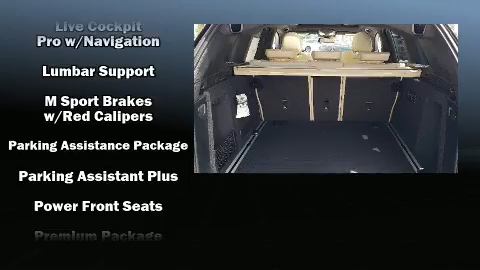 Live Cockpit
Pro w/Navigation
Lumbar Support
M Sport Brakes
w/Red Calipers
Parking Assistance Package
Parking Assistant Plus
Power Front Seats
Premium Package